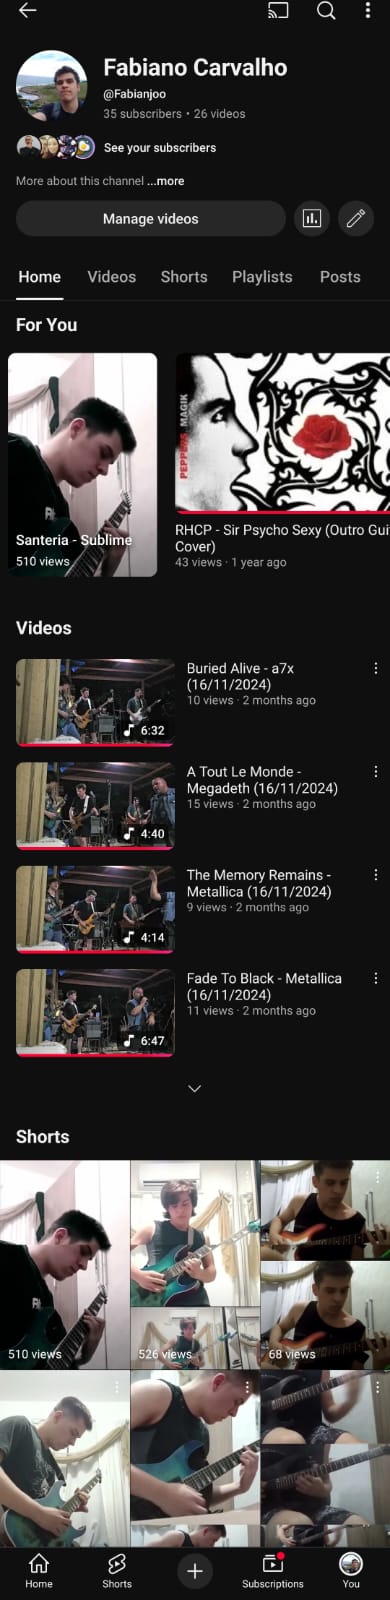 Fabiano Carvalho
@Fabianjoo
35 subscribers • 26 videos
See your subscribers
More about this channel ...more
Manage videos
Home Videos Shorts Playlists Posts
For You
Santeria - Sublime
510 views
PEPPERS MAGIK
RHCP - Sir Psycho Sexy (Outro Gui
Cover)
43 views · 1 year ago
Videos
6:32
Buried Alive - a7x
(16/11/2024)
10 views · 2 months ago
4:40
A Tout Le Monde -
Megadeth (16/11/2024)
15 views · 2 months ago
4:14
The Memory Remains -
Metallica (16/11/2024)
9 views · 2 months ago
6:47
Fade To Black - Metallica
(16/11/2024)
11 views · 2 months ago
Shorts
510 views
526 views
68 views
Home Shorts Subscriptions You